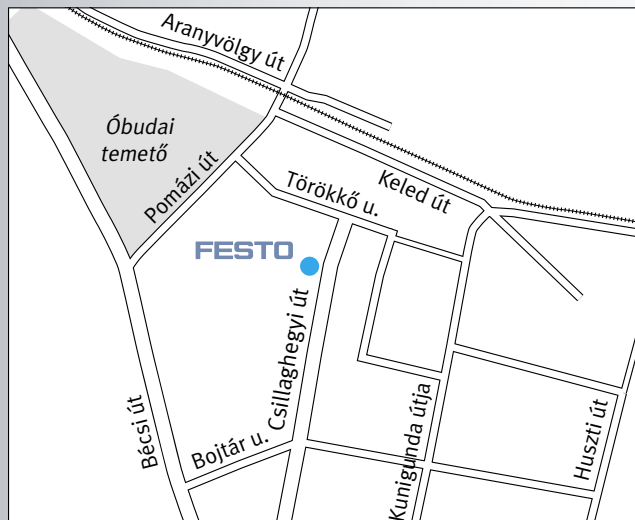 Aranyvölgy út
Óbudai
temető
Pomázi út
Törökkő u.
Keled út
FESTO
Csillaghegyi út
Bécsi út
Bojtár u.
Kunigunda útja
Huszti út